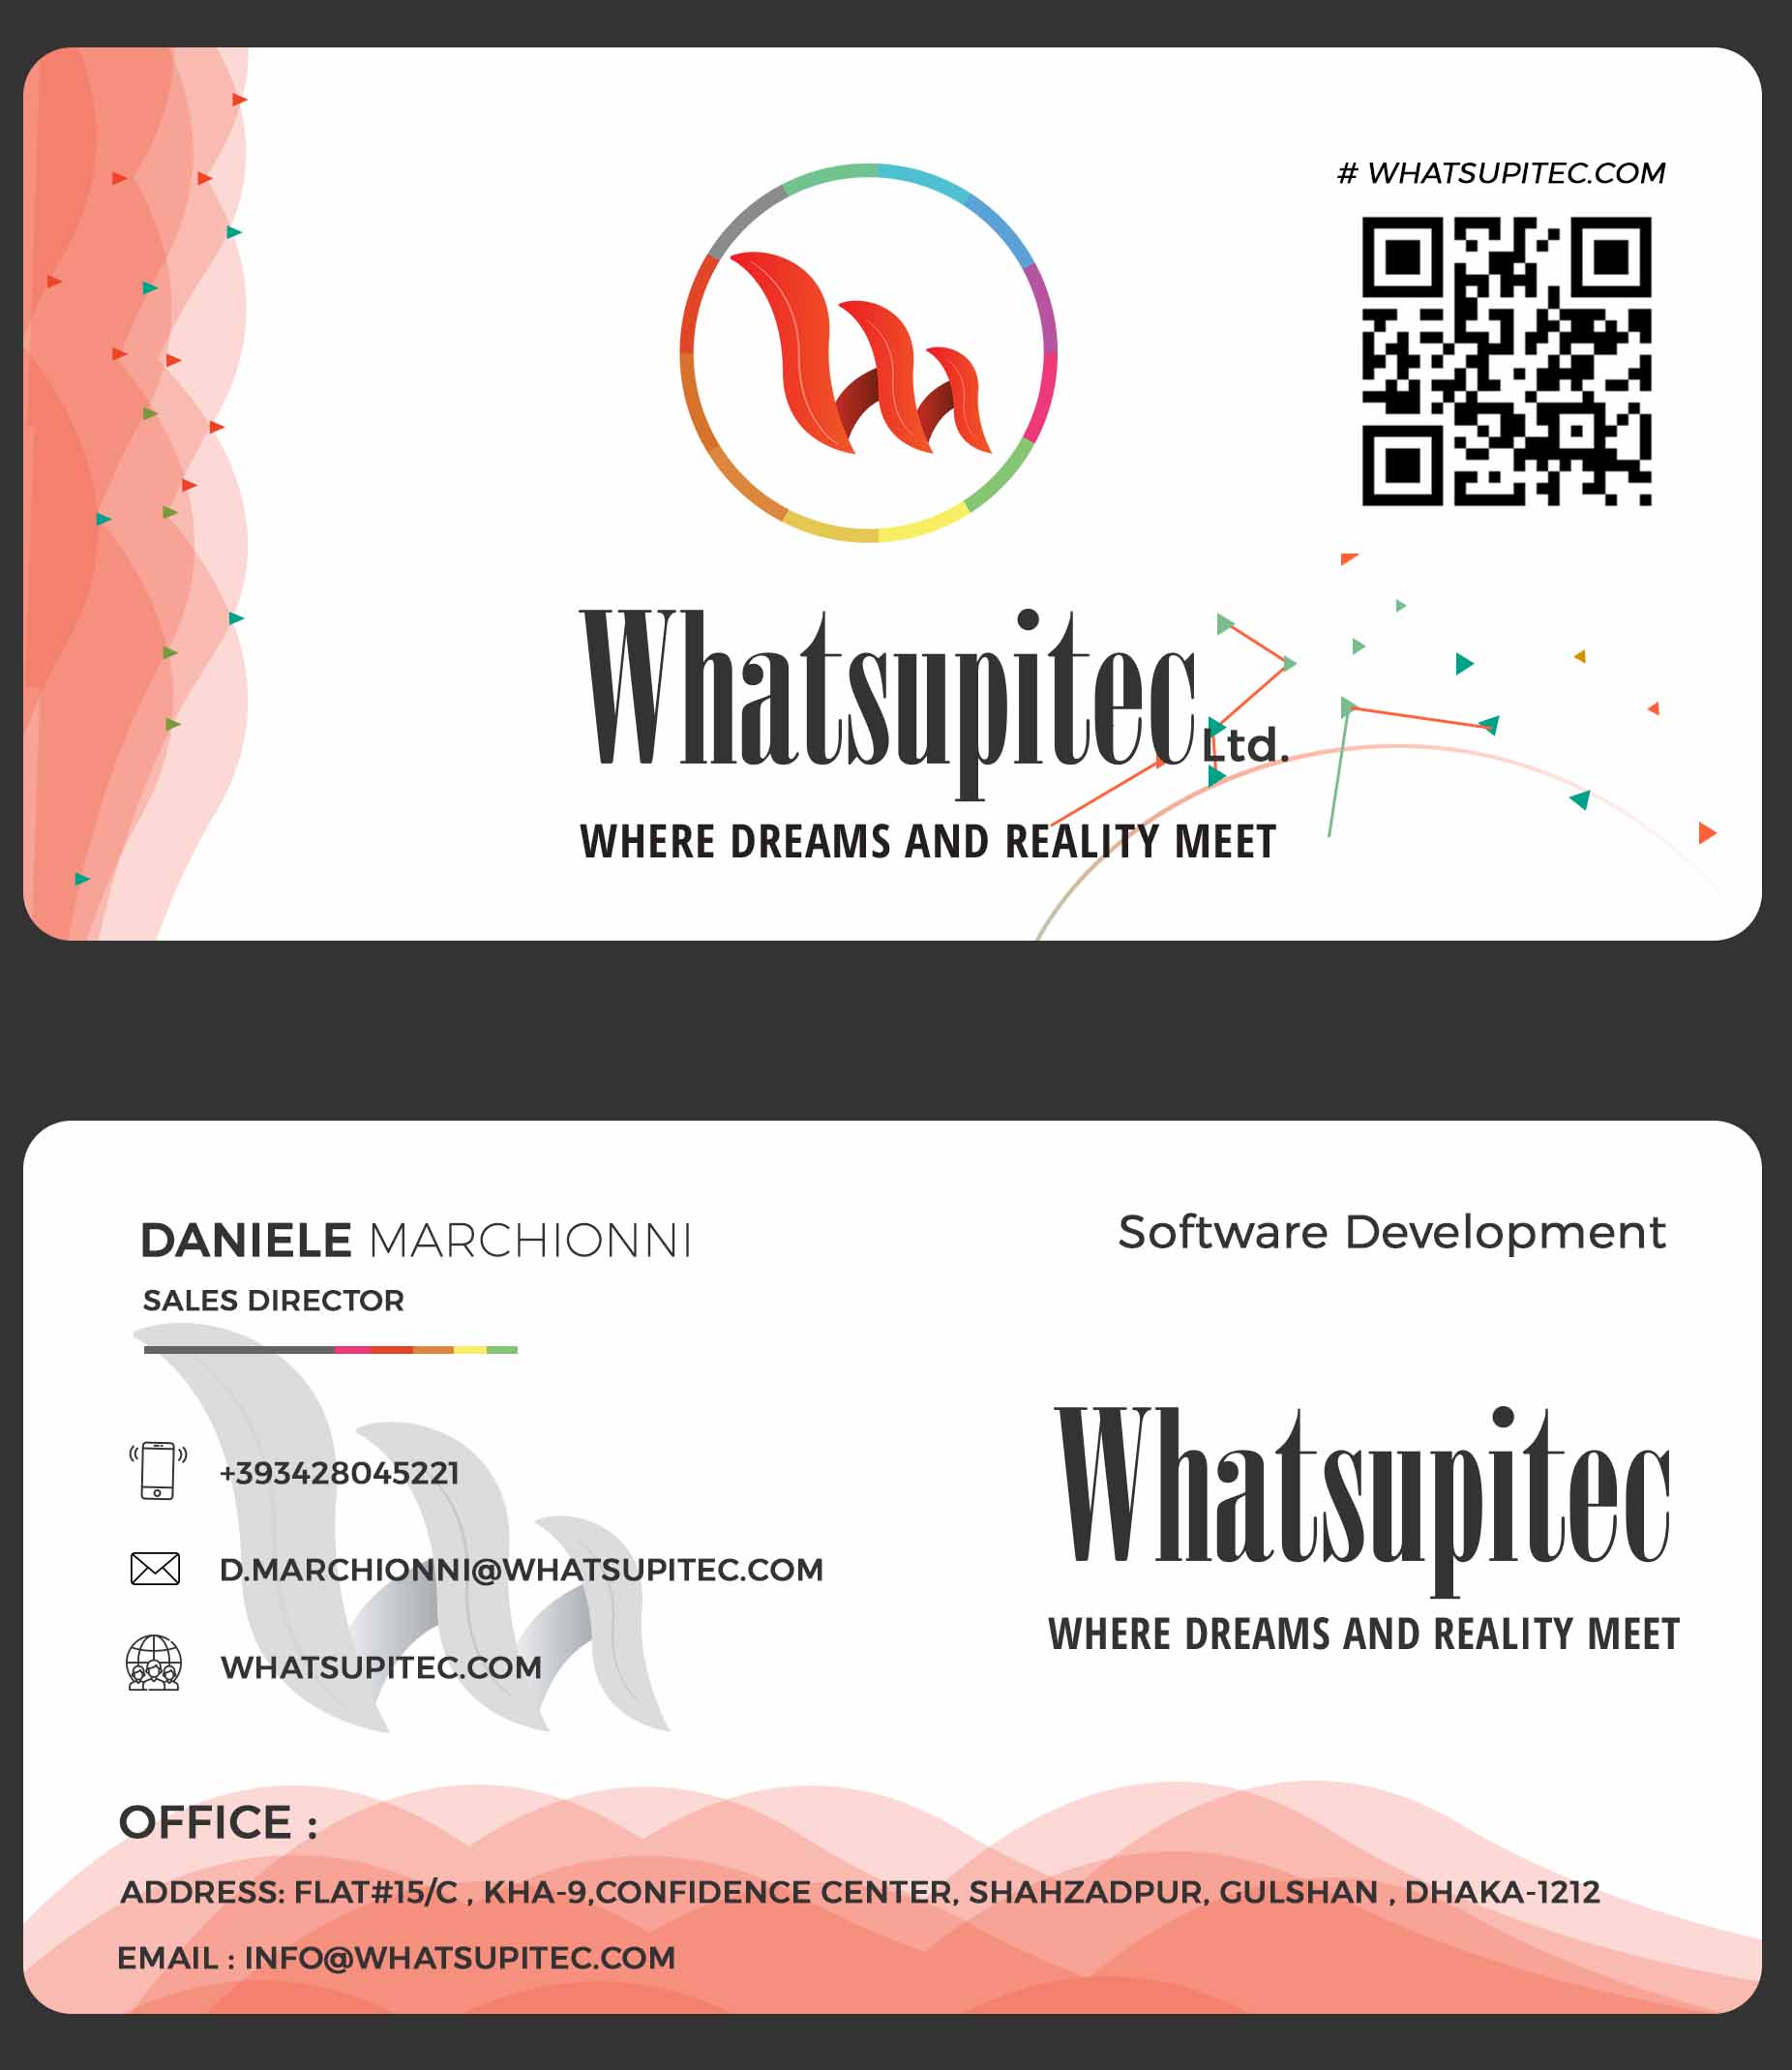 # WHATSUPITEC.COM
Whatsupitec Ltd.
WHERE DREAMS AND REALITY MEET
DANIELE MARCHIONNI
SALES DIRECTOR
Software Development
+393428045221
D.MARCHIONNI@WHATSUPITEC.COM
WHATSUPITEC.COM
Whatsupitec
WHERE DREAMS AND REALITY MEET
OFFICE :
ADDRESS: FLAT#15/C , KHA-9,CONFIDENCE CENTER, SHAHZADPUR, GULSHAN , DHAKA-1212
EMAIL : INFO@WHATSUPITEC.COM